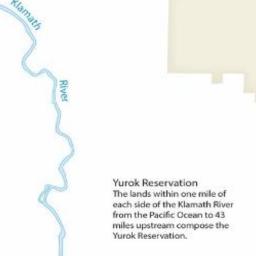 Klamath
River
Yurok Reservation
The lands within one mile of
each side of the Klamath River
from the Pacific Ocean to 43
miles upstream compose the
Yurok Reservation.